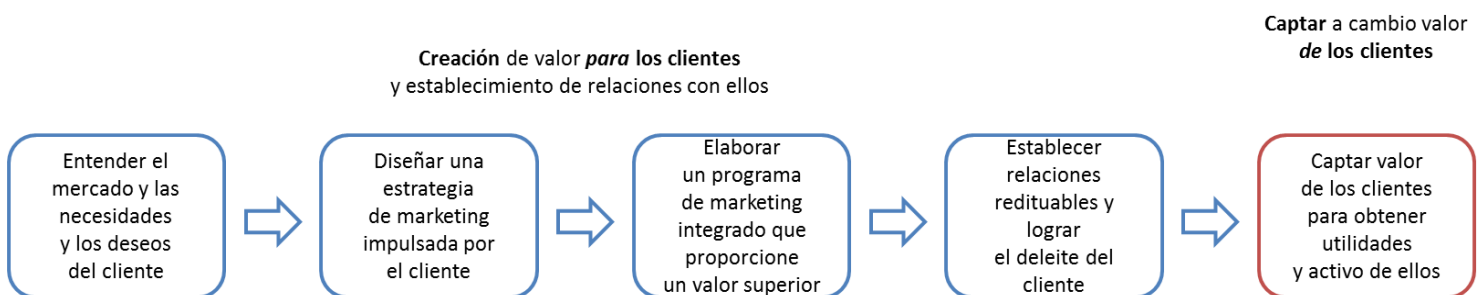 Creación de valor para los clientes
y establecimiento de relaciones con ellos
Captar a cambio valor
de los clientes
Entender el
mercado y las
necesidades
y los deseos
del cliente
Diseñar una
estrategia
de marketing
impulsada por
el cliente
Elaborar
un programa
de marketing
integrado que
proporcione
un valor superior
Establecer
relaciones
redituables y
lograr
el deleite del
cliente
Captar valor
de los clientes
para obtener
utilidades
y activo de ellos